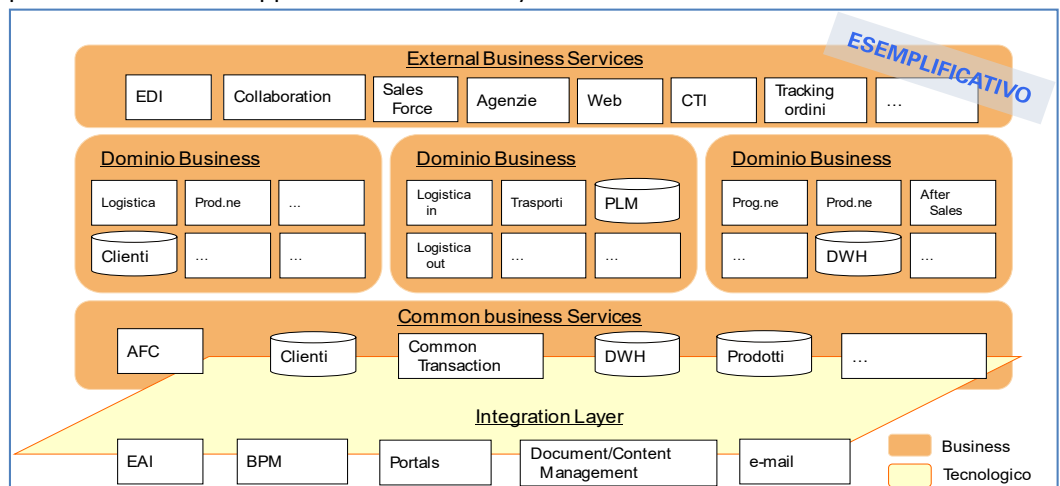 ESEMPLIFICATIVO
External Business Services
EDI
Collaboration
Sales
Force
Agenzie
Web
CTI
Tracking
ordini
…
Dominio Business
Logistica
Prod.ne
…
Clienti
…
…
Dominio Business
Logistica
in
Trasporti
PLM
Logistica
out
…
…
Dominio Business
Prog.ne
Prod.ne
After
Sales
…
DWH
…
Common business Services
AFC
Clienti
Common
Transaction
DWH
Prodotti
…
Integration Layer
EAI
BPM
Portals
Document/Content
Management
e-mail
Business
Tecnologico